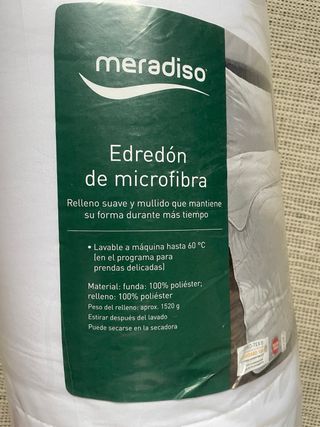 meradiso
Edredón
de microfibra
Relleno suave y mullido que mantiene
su forma durante más tiempo
• Lavable a máquina hasta 60 °C
(en el programa para
prendas delicadas)
Material: funda: 100% poliéster;
relleno: 100% poliéster
Peso del relleno: aprox. 1520 g
Estirar después del lavado
Puede secarse en la secadora